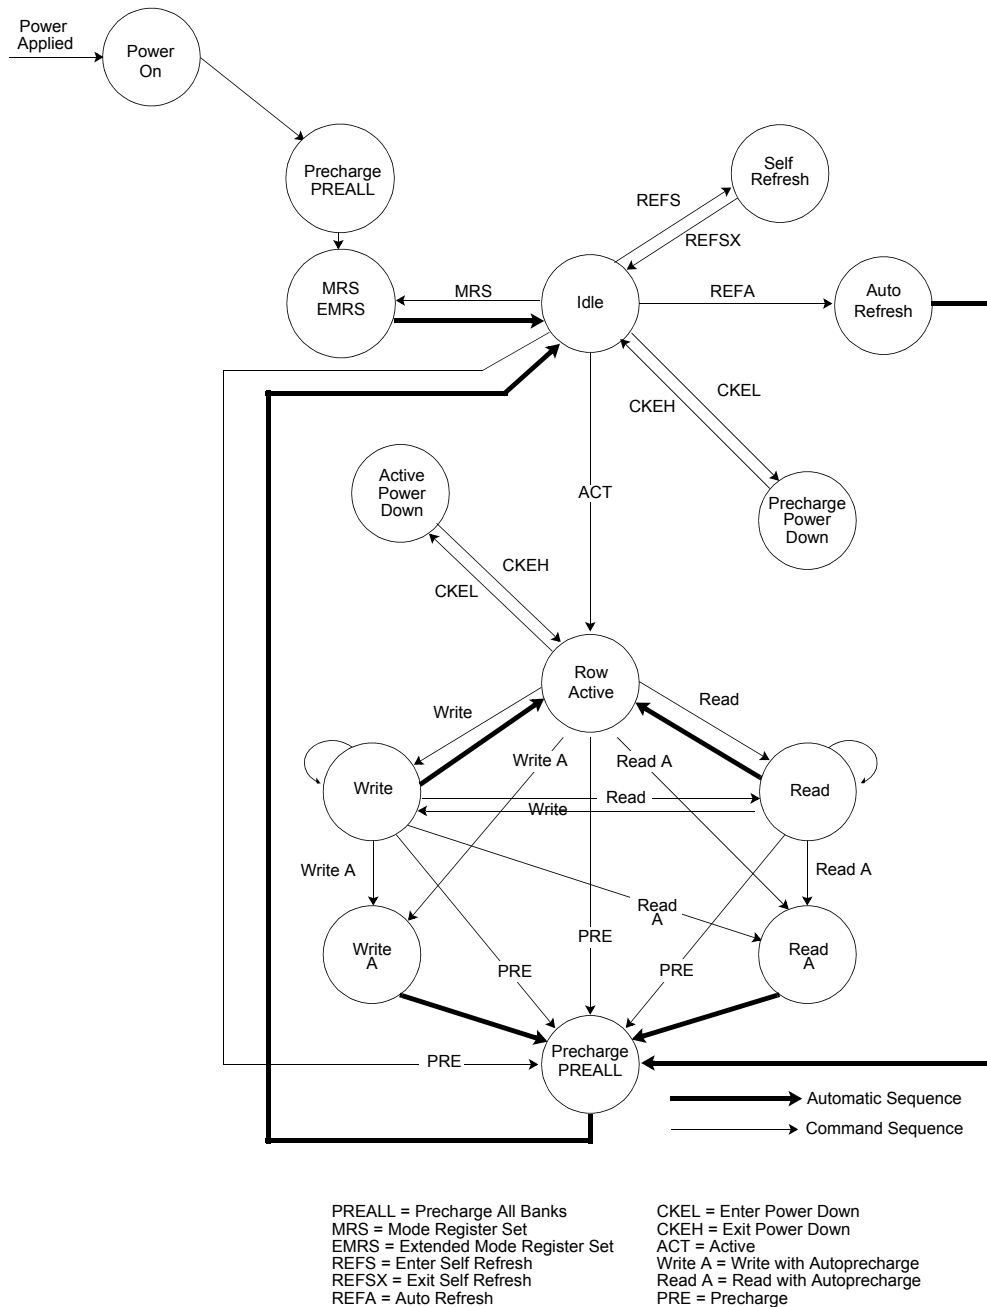 Power
Applied
Power
On
Precharge
PREALL
Self
Refresh
REFS
REFSX
MRS
EMRS
MRS
Idle
REFA
Auto
Refresh
CKEL
CKEH
Active
Power
Down
ACT
Precharge
Power
Down
CKEH
CKEL
Row
Active
Write
Read
Write A
Read A
Write
Read
Read
Write
Write A
Read A
Read
A
Write
A
PRE
Read
A
PRE
PRE
Precharge
PREALL
PRE
Automatic Sequence
Command Sequence
PREALL = Precharge All Banks
MRS = Mode Register Set
EMRS = Extended Mode Register Set
REFS = Enter Self Refresh
REFSX = Exit Self Refresh
REFA = Auto Refresh
CKEL = Enter Power Down
CKEH = Exit Power Down
ACT = Active
Write A = Write with Autoprecharge
Read A = Read with Autoprecharge
PRE = Precharge